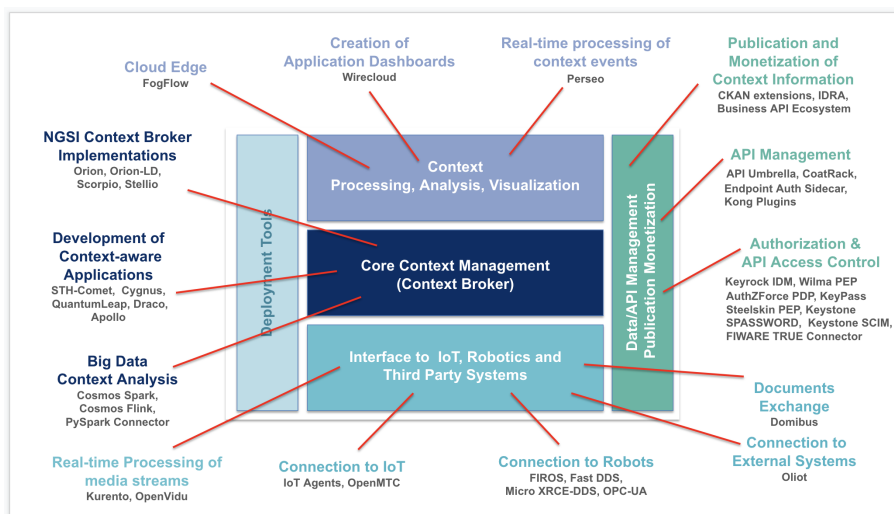 Cloud Edge
FogFlow
Creation of
Application Dashboards
Wirecloud
Real-time processing of
context events
Perseo
Publication and
Monetization of
Context Information
CKAN extensions, IDRA,
Business API Ecosystem
NGSI Context Broker
Implementations
Orion, Orion-LD,
Scorpio, Stellio
Development of
Context-aware
Applications
STH-Comet, Cygnus,
QuantumLeap, Draco,
Apollo
Big Data
Context Analysis
Cosmos Spark,
Cosmos Flink,
PySpark Connector
Deployment Tools
Context
Processing, Analysis, Visualization
Core Context Management
(Context Broker)
Interface to IoT, Robotics and
Third Party Systems
Data/API Management
Publication Monetization
API Management
API Umbrella, CoatRack,
Endpoint Auth Sidecar,
Kong Plugins
Authorization &
API Access Control
Keyrock IDM, Wilma PEP
AuthZForce PDP, KeyPass
Steelskin PEP, Keystone
SPASSWORD, Keystone SCIM,
FIWARE TRUE Connector
Documents
Exchange
Domibus
Connection to
External Systems
Oliot
Real-time Processing of
media streams
Kurento, OpenVidu
Connection to IoT
IoT Agents, OpenMTC
Connection to Robots
FIROS, Fast DDS,
Micro XRCE-DDS, OPC-UA